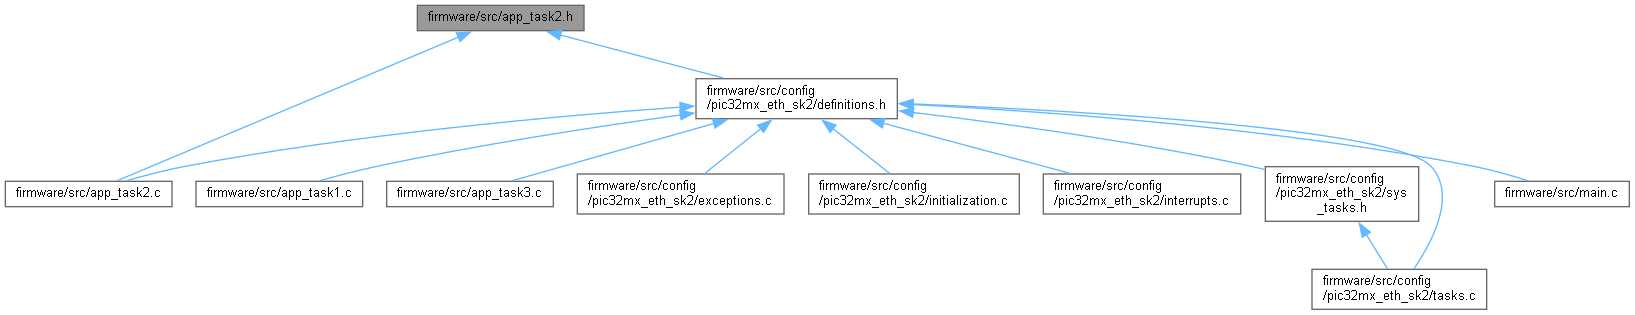 firmware/src/app_task2.h
firmware/src/config
/pic32mx_eth_sk2/definitions.h
firmware/src/app_task2.c
firmware/src/app_task1.c
firmware/src/app_task3.c
firmware/src/config
/pic32mx_eth_sk2/exceptions.c
firmware/src/config
/pic32mx_eth_sk2/initialization.c
firmware/src/config
/pic32mx_eth_sk2/interrupts.c
firmware/src/config
/pic32mx_eth_sk2/sys
_tasks.h
firmware/src/main.c
firmware/src/config
/pic32mx_eth_sk2/tasks.c